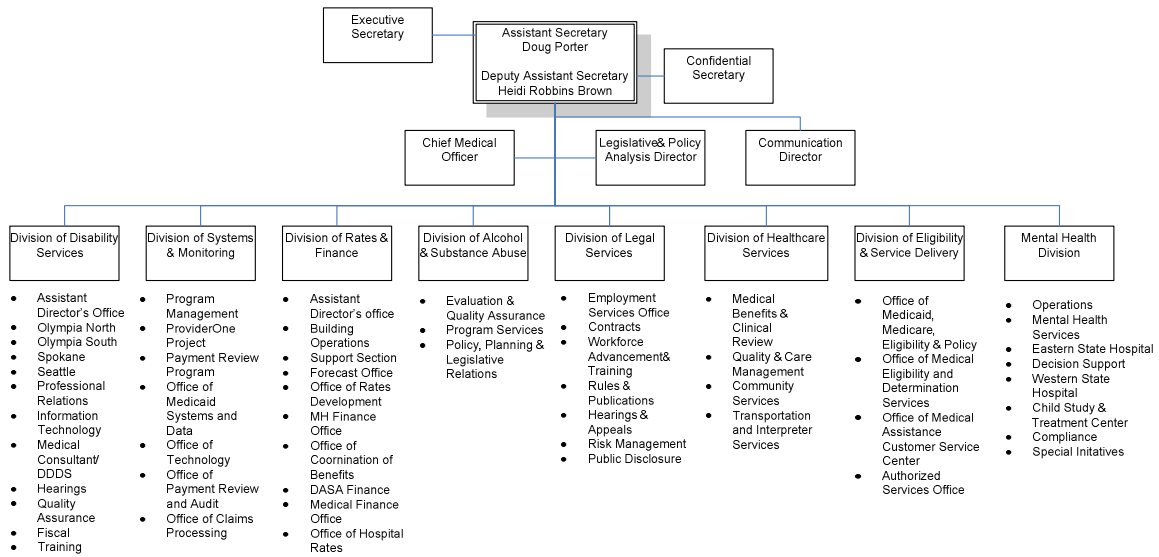 Executive
Secretary
Assistant Secretary
Doug Porter
Deputy Assistant Secretary
Heidi Robbins Brown
Confidential
Secretary
Chief Medical
Officer
Legislative& Policy
Analysis Director
Communication
Director
Division of Disability
Services
Division of Systems
& Monitoring
Division of Rates &
Finance
Division of Alcohol
& Substance Abuse
Division of Legal
Services
Division of Healthcare
Services
Division of Eligibility
& Service Delivery
Mental Health
Division
● Assistant
Director's Office
● Olympia North
● Olympia South
● Spokane
● Seattle
● Professional
Relations
● Information
Technology
● Medical
Consultant/
DDDS
● Hearings
● Quality
Assurance
● Fiscal
● Training
● Program
Management
● ProviderOne
Project
● Payment Review
Program
● Office of
Medicaid
Systems and
Data
● Office of
Technology
● Office of
Payment Review
and Audit
● Office of Claims
Processing
● Assistant
Director's office
● Building
Operations
● Support Section
● Forecast Office
● Office of Rates
Development
● MH Finance
Office
● Office of
Coornination of
Benefits
● DASA Finance
● Medical Finance
Office
● Office of Hospital
Rates
● Evaluation &
Quality Assurance
● Program Services
● Policy, Planning &
Legislative
Relations
● Employment
Services Office
● Contracts
● Workforce
Advancement&
Training
● Rules &
Publications
● Hearings &
Appeals
● Risk Management
● Public Disclosure
● Medical
Benefits &
Clinical
Review
● Quality & Care
Management
● Community
Services
● Transportation
and Interpreter
Services
● Office of
Medicaid,
Medicare,
Eligibility & Policy
● Office of Medical
Eligibility and
Determination
Services
● Office of Medical
Assistance
Customer Service
Center
● Authorized
Services Office
● Operations
● Mental Health
Services
● Eastern State Hospital
● Decision Support
● Western State
Hospital
● Child Study &
Treatment Center
● Compliance
● Special Initatives